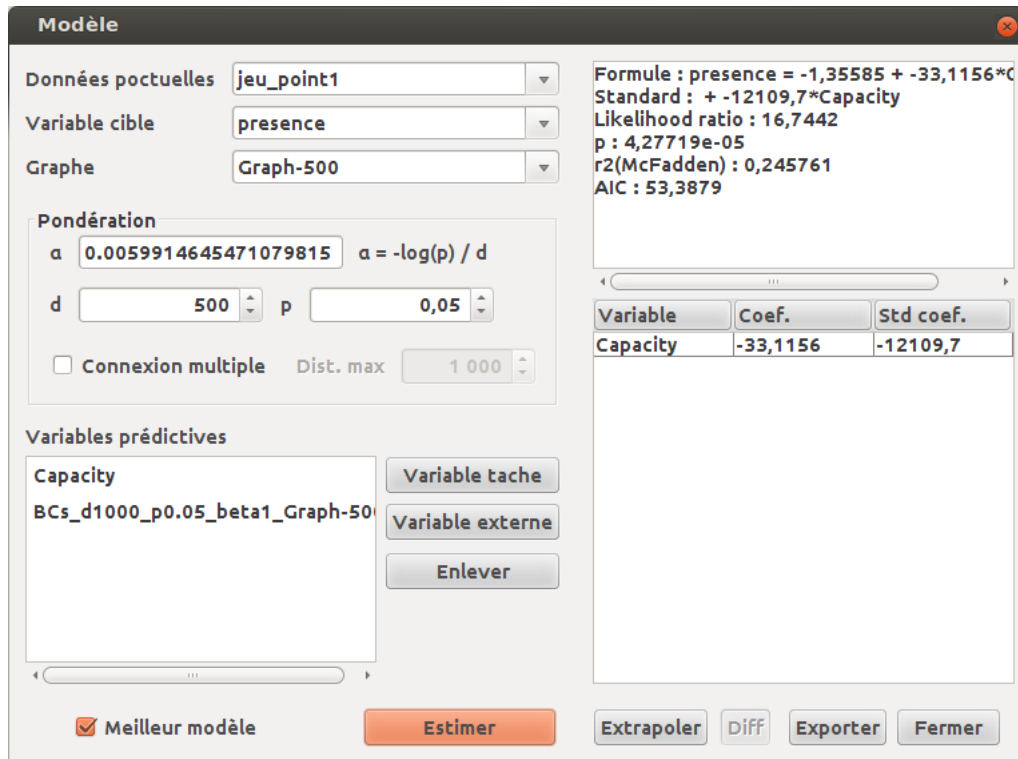 Modèle
Données poctuelles jeu_point1
Variable cible presence
Graphe Graph-500
Pondération
α 0.0059914645471079815 α = -log(p) / d
d 500 p 0,05
Connexion multiple Dist. max 1 000
Variables prédictives
Capacity
BCs_d1000_p0.05_beta1_Graph-50
Variable tache
Variable externe
Enlever
Meilleur modèle
Estimer
Formule : presence = -1,35585 + -33,1156*
Standard : + -12109,7*Capacity
Likelihood ratio : 16,7442
p : 4,27719e-05
r2(McFadden) : 0,245761
AIC : 53,3879
Variable Coef. Std coef.
Capacity -33,1156 -12109,7
Extrapoler Diff Exporter Fermer